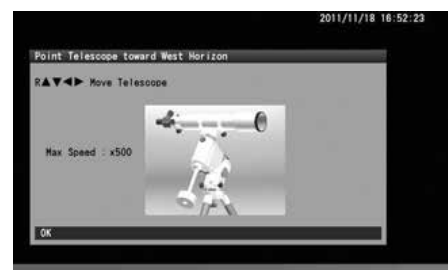 2011/11/18 16:52:23
Point Telescope toward West Horizon
R▲▼◀▶ Move Telescope
Max Speed : x500
OK